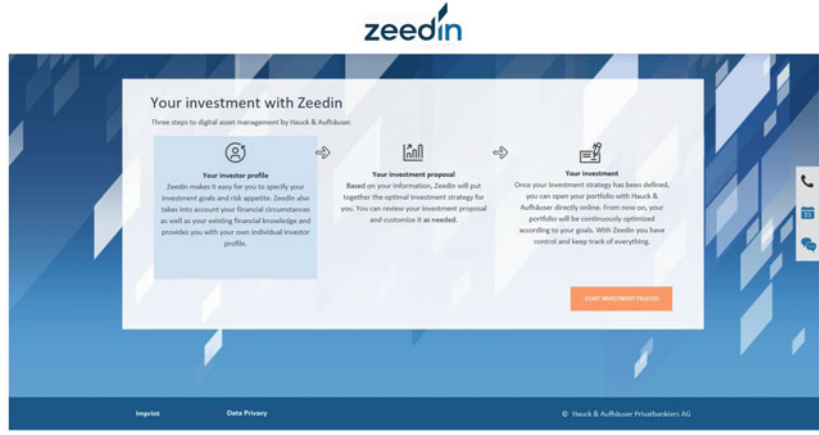 zeedin
Your investment with Zeedin
Three steps to digital asset management by Hauck & Aufhäuser.
Your investor profile
Zeedin makes it easy for you to specify your
investment goals and risk appetite. Zeedin also
takes into account your financial circumstances
as well as your existing financial knowledge and
provides you with your own individual investor
profile.
Your investment proposal
Based on your information, Zeedin will put
together the optimal investment strategy for
you. You can review your investment proposal
and customize it as needed.
Your investment
Once your investment strategy has been defined,
you can open your portfolio with Hauck &
Aufhäuser directly online. From now on, your
portfolio will be continuously optimized
according to your goals. With Zeedin you have
control and keep track of everything.
START INVESTMENT PROCESS
31
Imprint
Data Privacy
© Hauck & Aufhäuser Privatbankiers AG